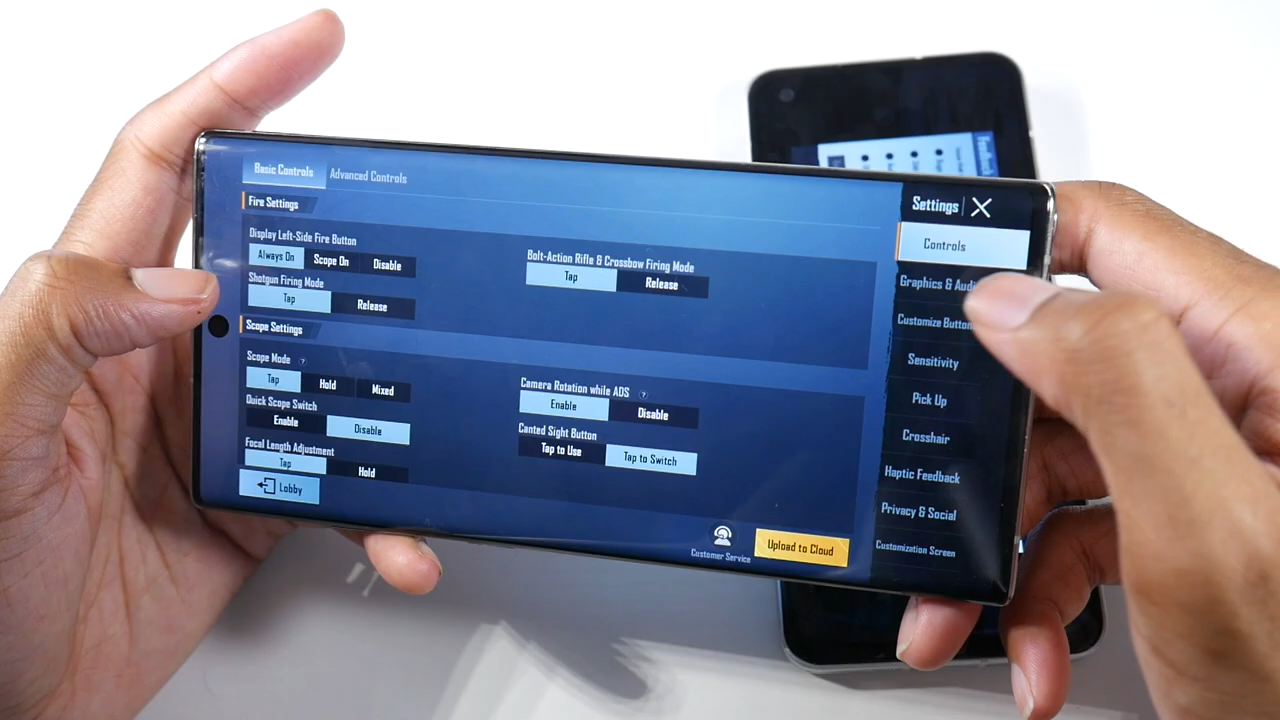 Basic Controls
Advanced Controls
Fire Settings
Display Left-Side Fire Button
Always On
Scope On
Disable
Shotgun Firing Mode
Tap
Release
Bolt-Action Rifle & Crossbow Firing Mode
Tap
Release
Scope Settings
Scope Mode ?
Tap
Hold
Mixed
Quick Scope Switch
Enable
Disable
Focal Length Adjustment
Tap
Hold
Camera Rotation while ADS ?
Enable
Disable
Canted Sight Button
Tap to Use
Tap to Switch
Lobby
Customer Service
Upload to Cloud
Settings
Controls
Graphics & Audi
Customize Button
Sensitivity
Pick Up
Crosshair
Haptic Feedback
Privacy & Social
Customization Screen